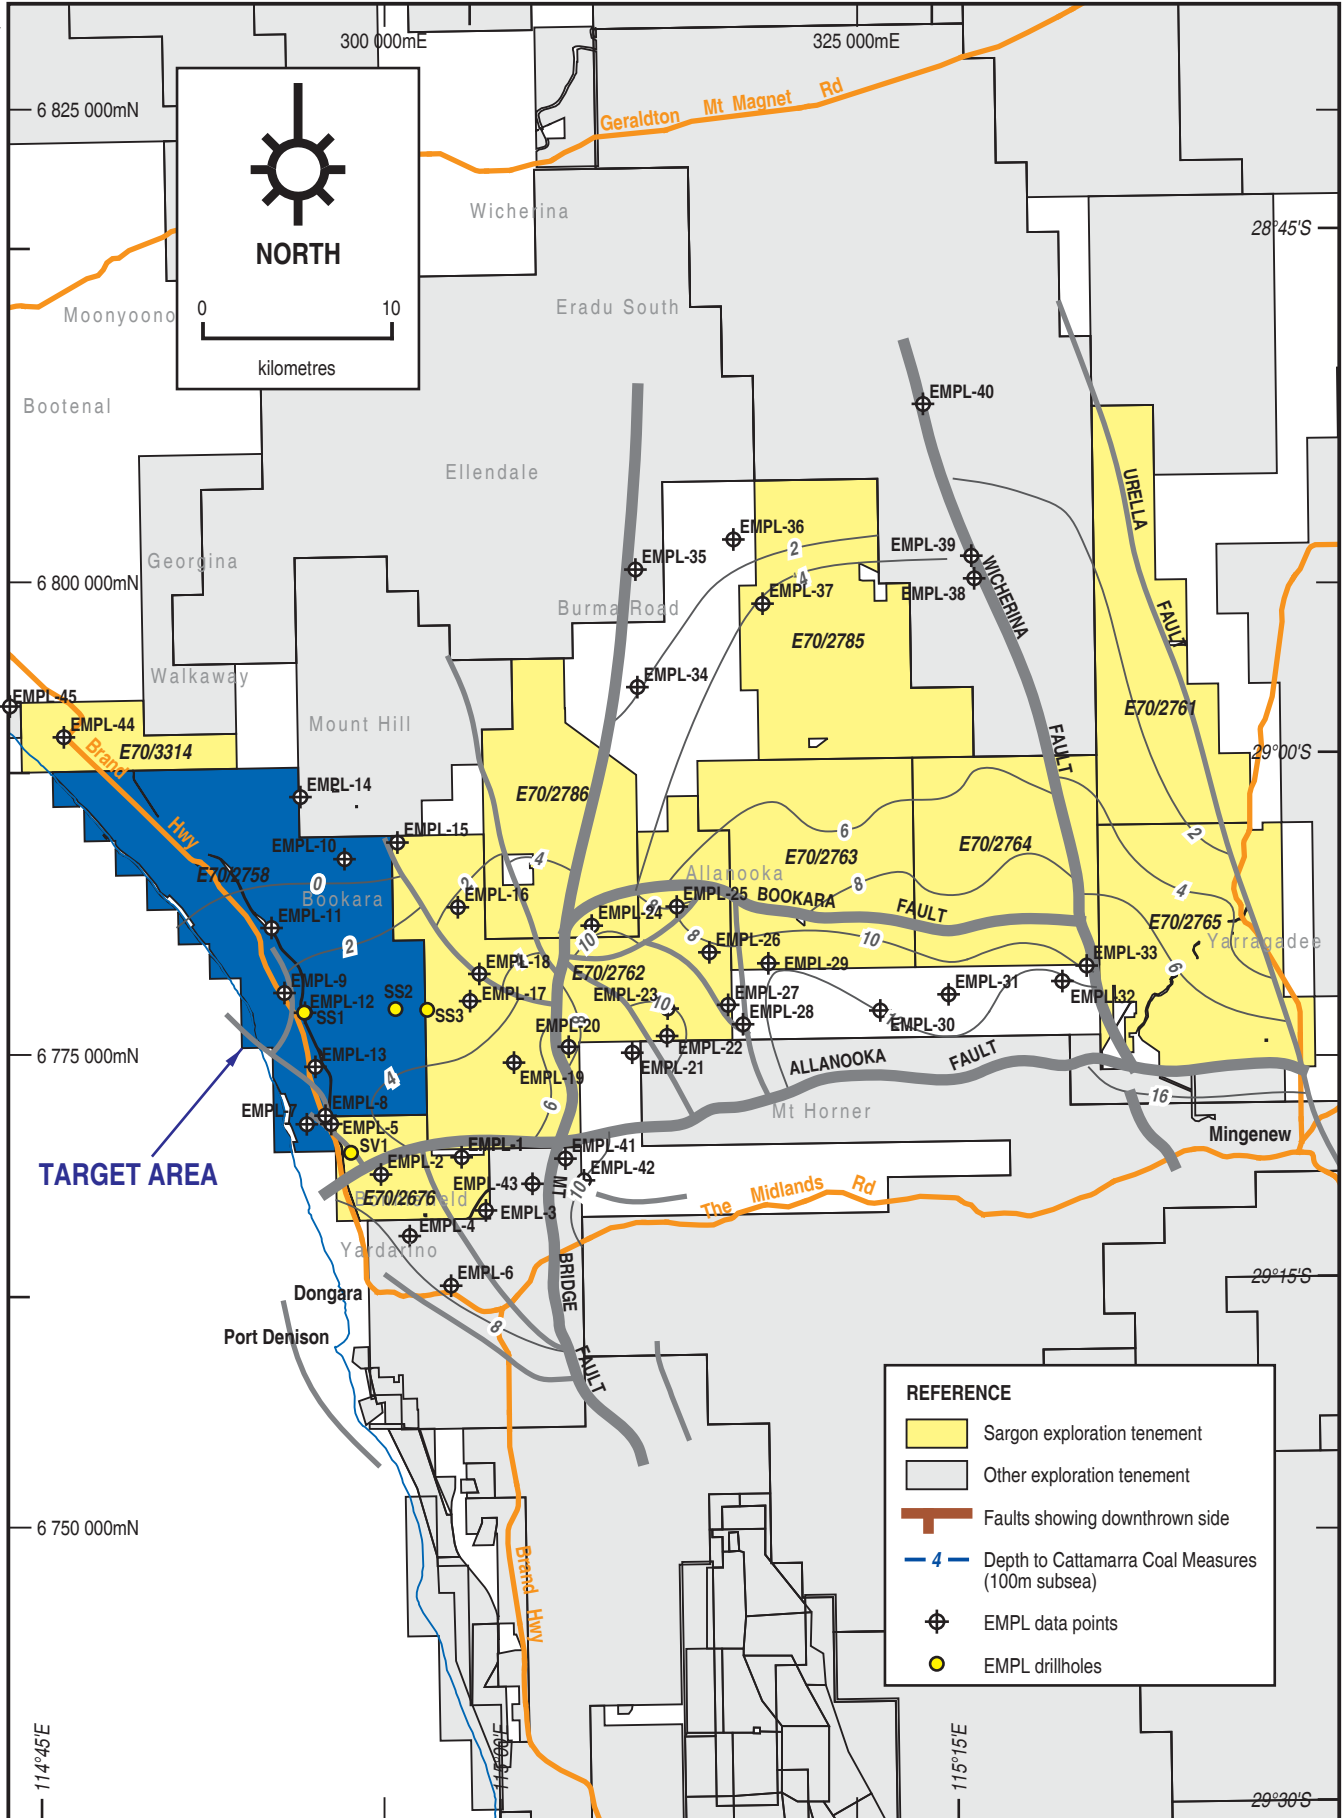 300 000mE
325 000mE
6 825 000mN
Geraldton Mt Magnet Rd
NORTH
0 10
kilometres
Wicherina
28°45'S
Moonyoono
Eradu South
Bootenal
EMPL-40
Ellendale
URELLA
FAULT
EMPL-36
2
EMPL-35
EMPL-39
WICHERINA
FAULT
Georgina
6 800 000mN
4
EMPL-37
EMPL-38
Burma Road
E70/2785
Walkaway
EMPL-34
EMPL-45
EMPL-44
E70/3314
Brand
Hwy
Mount Hill
E70/2761
29°00'S
EMPL-14
E70/2786
EMPL-15
EMPL-10
6
2
E70/2763
E70/2764
4
E70/2758
0
Bookara
2
EMPL-16
Allanooka
8
BOOKARA
FAULT
4
8
EMPL-25
EMPL-24
EMPL-11
2
10
8
10
E70/2765
Yarragadee
EMPL-26
EMPL-33
4
EMPL-18
E70/2762
EMPL-29
6
EMPL-9
SS2
EMPL-17
EMPL-23
10
EMPL-27
EMPL-31
EMPL-32
EMPL-12
SS1
SS3
8
EMPL-20
EMPL-28
EMPL-30
6 775 000mN
EMPL-13
EMPL-22
EMPL-21
ALLANOOKA
FAULT
4
EMPL-19
6
16
EMPL-7
EMPL-8
EMPL-5
Mt Horner
Mingenew
SV1
EMPL-1
EMPL-41
TARGET AREA
EMPL-2
EMPL-42
EMPL-43
MT
BRIDGE
FAULT
10
The Midlands Rd
E70/2676
EMPL-3
EMPL-4
Yardarino
EMPL-6
29°15'S
Dongara
8
Port Denison
REFERENCE
Sargon exploration tenement
Other exploration tenement
Faults showing downthrown side
4 Depth to Cattamarra Coal Measures
(100m subsea)
EMPL data points
EMPL drillholes
6 750 000mN
Brand Hwy
114°45'E
115°00'E
115°15'E
29°30'S